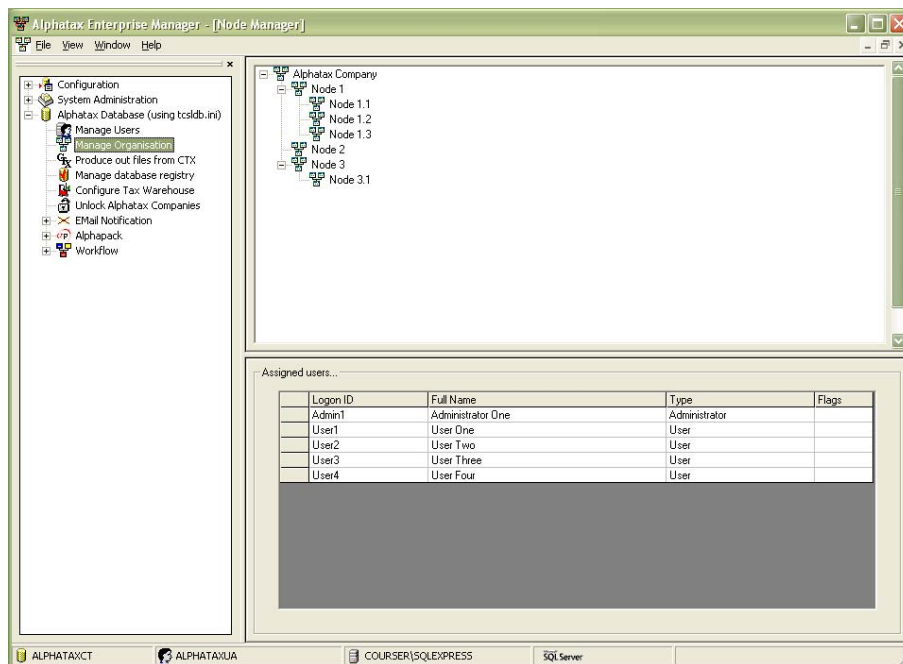 Alphatax Enterprise Manager - [Node Manager]
File View Window Help
Configuration
System Administration
Alphatax Database (using tcsldb.ini)
Manage Users
Manage Organisation
Produce out files from CTX
Manage database registry
Configure Tax Warehouse
Unlock Alphatax Companies
EMail Notification
Alphapack
Workflow
Alphatax Company
Node 1
Node 1.1
Node 1.2
Node 1.3
Node 2
Node 3
Node 3.1
Assigned users...
Logon ID Full Name Type Flags
Admin1 Administrator One Administrator
User1 User One User
User2 User Two User
User3 User Three User
User4 User Four User
ALPHATAXCT ALPHATAXUA COURSER\SQLEXPRESS SQL Server